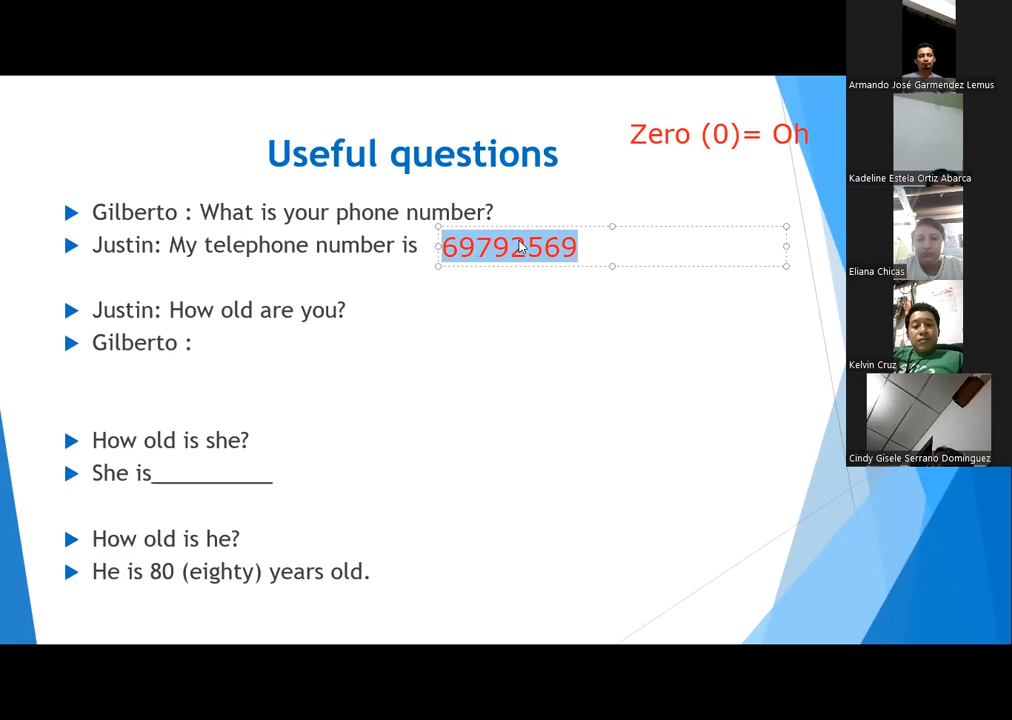 Zero (0)= Oh
Useful questions
Gilberto : What is your phone number?
Justin: My telephone number is 69792569
Justin: How old are you?
Gilberto :
How old is she?
She is__________
How old is he?
He is 80 (eighty) years old.
Armando José Garmendez Lemus
Kadeline Estela Ortiz Abarca
Eliana Chicas
Kelvin Cruz
Cindy Gisele Serrano Domínguez